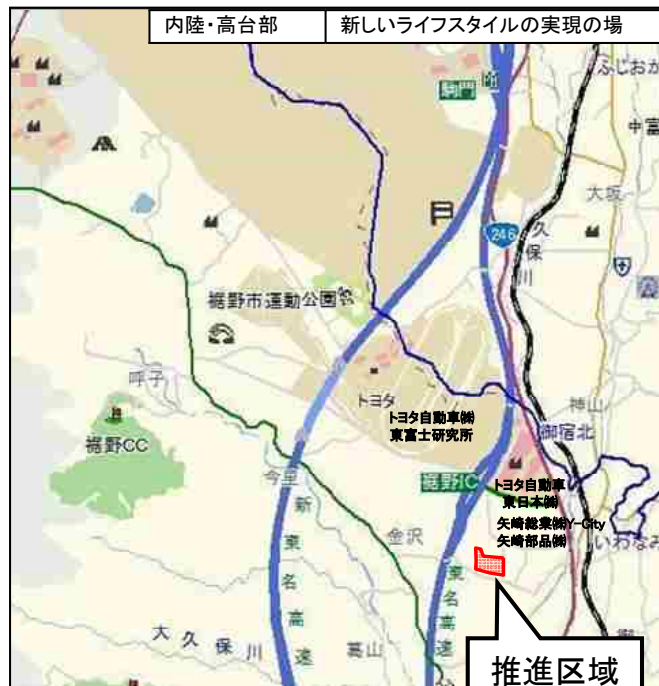 内陸・高台部 新しいライフスタイルの実現の場
駒門
ふじおか
中富
大坂
246
久保川
裾野市運動公園
呼子
トヨタ
トヨタ自動車㈱
東富士研究所
神山
御宿北
裾野CC
今里
裾野IC
トヨタ自動車
東日本㈱
矢崎総業㈱Y-City
矢崎部品㈱
いわなみ
金沢
新東名高速
東名高速
大久保川
葛山
御
推進区域